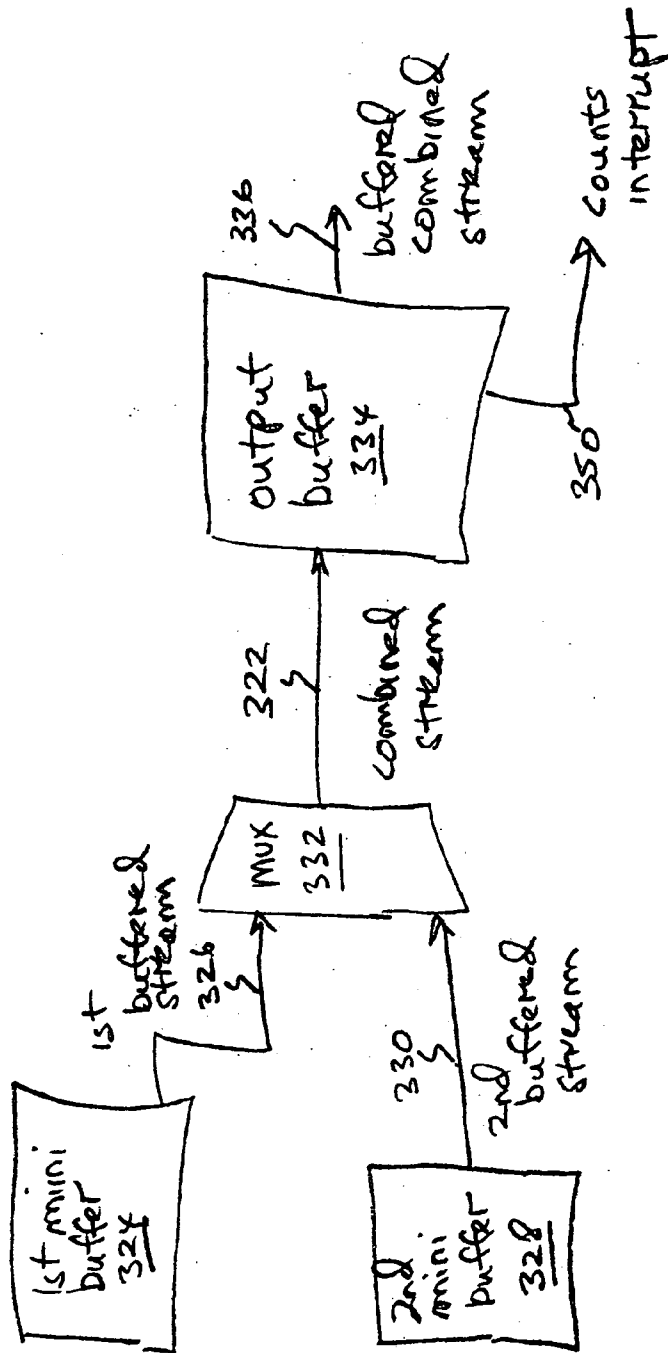 1st mini
buffer
324
1st
buffered
stream
326
2nd
mini
buffer
328
330
2nd
buffered
stream
MUX
332
322
combined
stream
output
buffer
334
336
buffered
combined
stream
350
counts
interrupt